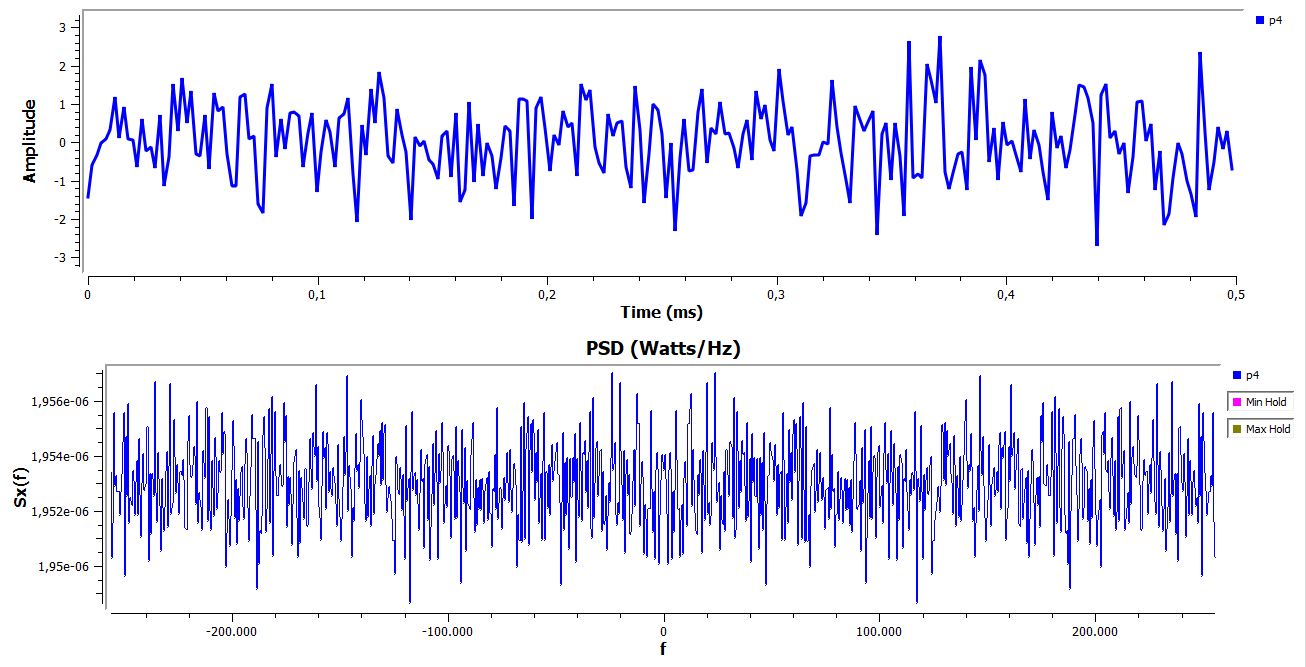 3
2
1
0
-1
-2
-3
Amplitude
0
0,1
0,2
0,3
0,4
0,5
Time (ms)
p4
PSD (Watts/Hz)
1,956e-06
1,954e-06
1,952e-06
1,95e-06
Sx(f)
-200.000
-100.000
0
100.000
200.000
f
p4
Min Hold
Max Hold